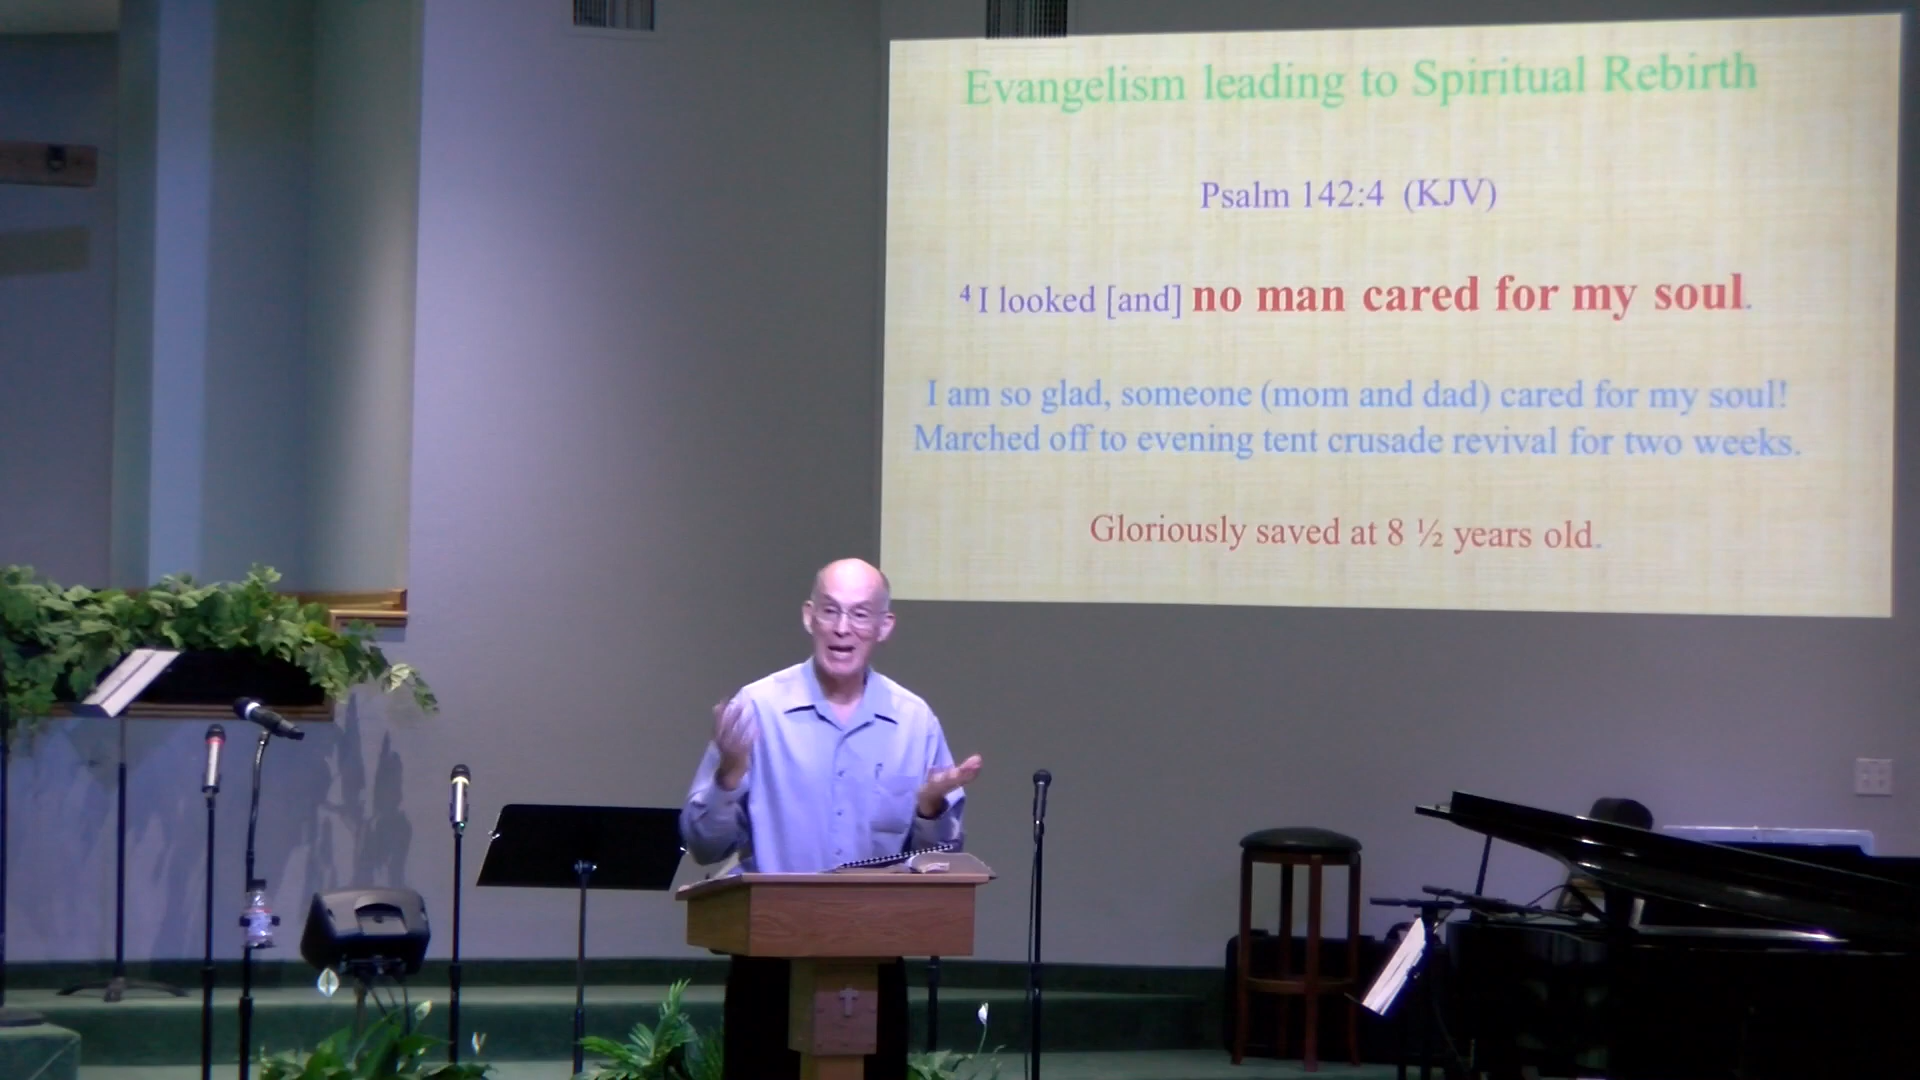 Evangelism leading to Spiritual Rebirth
Psalm 142:4 (KJV)
⁴ I looked [and] no man cared for my soul.
I am so glad, someone (mom and dad) cared for my soul!
Marched off to evening tent crusade revival for two weeks.
Gloriously saved at 8 ½ years old.